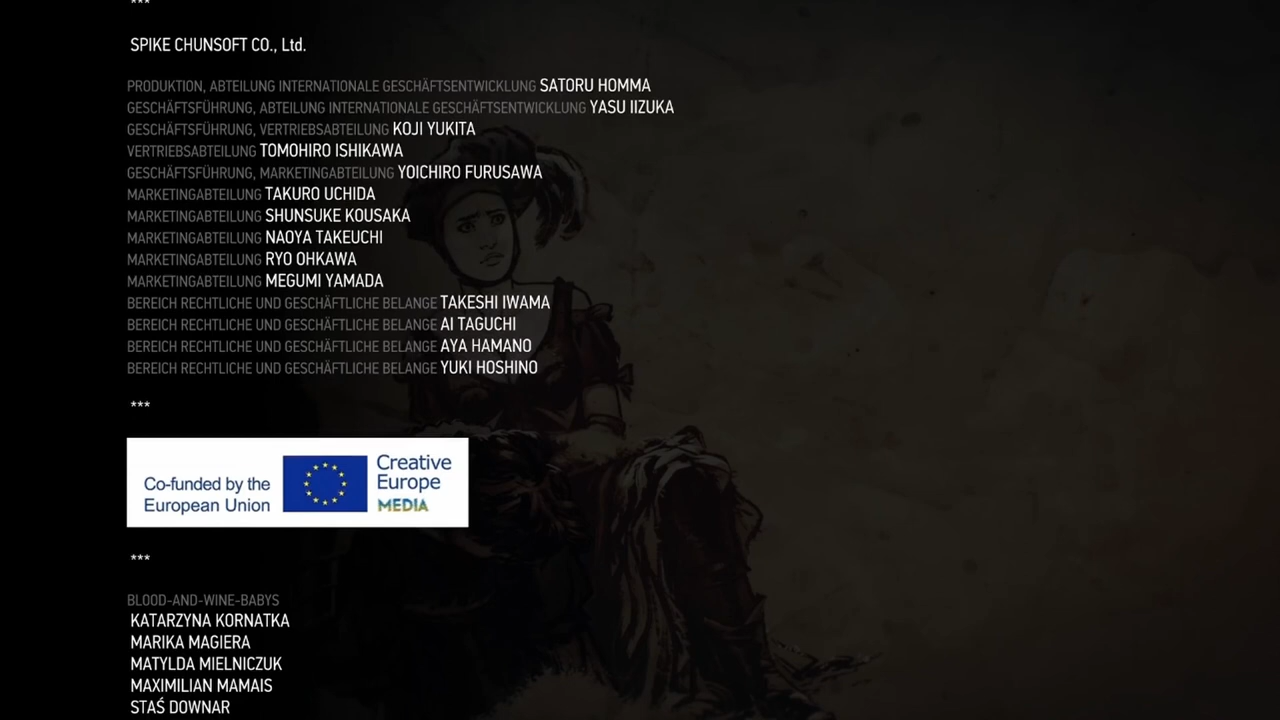 ***
SPIKE CHUNSOFT CO., Ltd.
PRODUKTION, ABTEILUNG INTERNATIONALE GESCHÄFTSENTWICKLUNG SATORU HOMMA
GESCHÄFTSFÜHRUNG, ABTEILUNG INTERNATIONALE GESCHÄFTSENTWICKLUNG YASU IIZUKA
GESCHÄFTSFÜHRUNG, VERTRIEBSABTEILUNG KOJI YUKITA
VERTRIEBSABTEILUNG TOMOHIRO ISHIKAWA
GESCHÄFTSFÜHRUNG, MARKETINGABTEILUNG YOICHIRO FURUSAWA
MARKETINGABTEILUNG TAKURO UCHIDA
MARKETINGABTEILUNG SHUNSUKE KOUSAKA
MARKETINGABTEILUNG NAOYA TAKEUCHI
MARKETINGABTEILUNG RYO OHKAWA
MARKETINGABTEILUNG MEGUMI YAMADA
BEREICH RECHTLICHE UND GESCHÄFTLICHE BELANGE TAKESHI IWAMA
BEREICH RECHTLICHE UND GESCHÄFTLICHE BELANGE AI TAGUCHI
BEREICH RECHTLICHE UND GESCHÄFTLICHE BELANGE AYA HAMANO
BEREICH RECHTLICHE UND GESCHÄFTLICHE BELANGE YUKI HOSHINO
***
Co-funded by the
European Union
Creative
Europe
MEDIA
***
BLOOD-AND-WINE-BABYS
KATARZYNA KORNATKA
MARIKA MAGIERA
MATYLDA MIELNICZUK
MAXIMILIAN MAMAIS
STAŚ DOWNAR